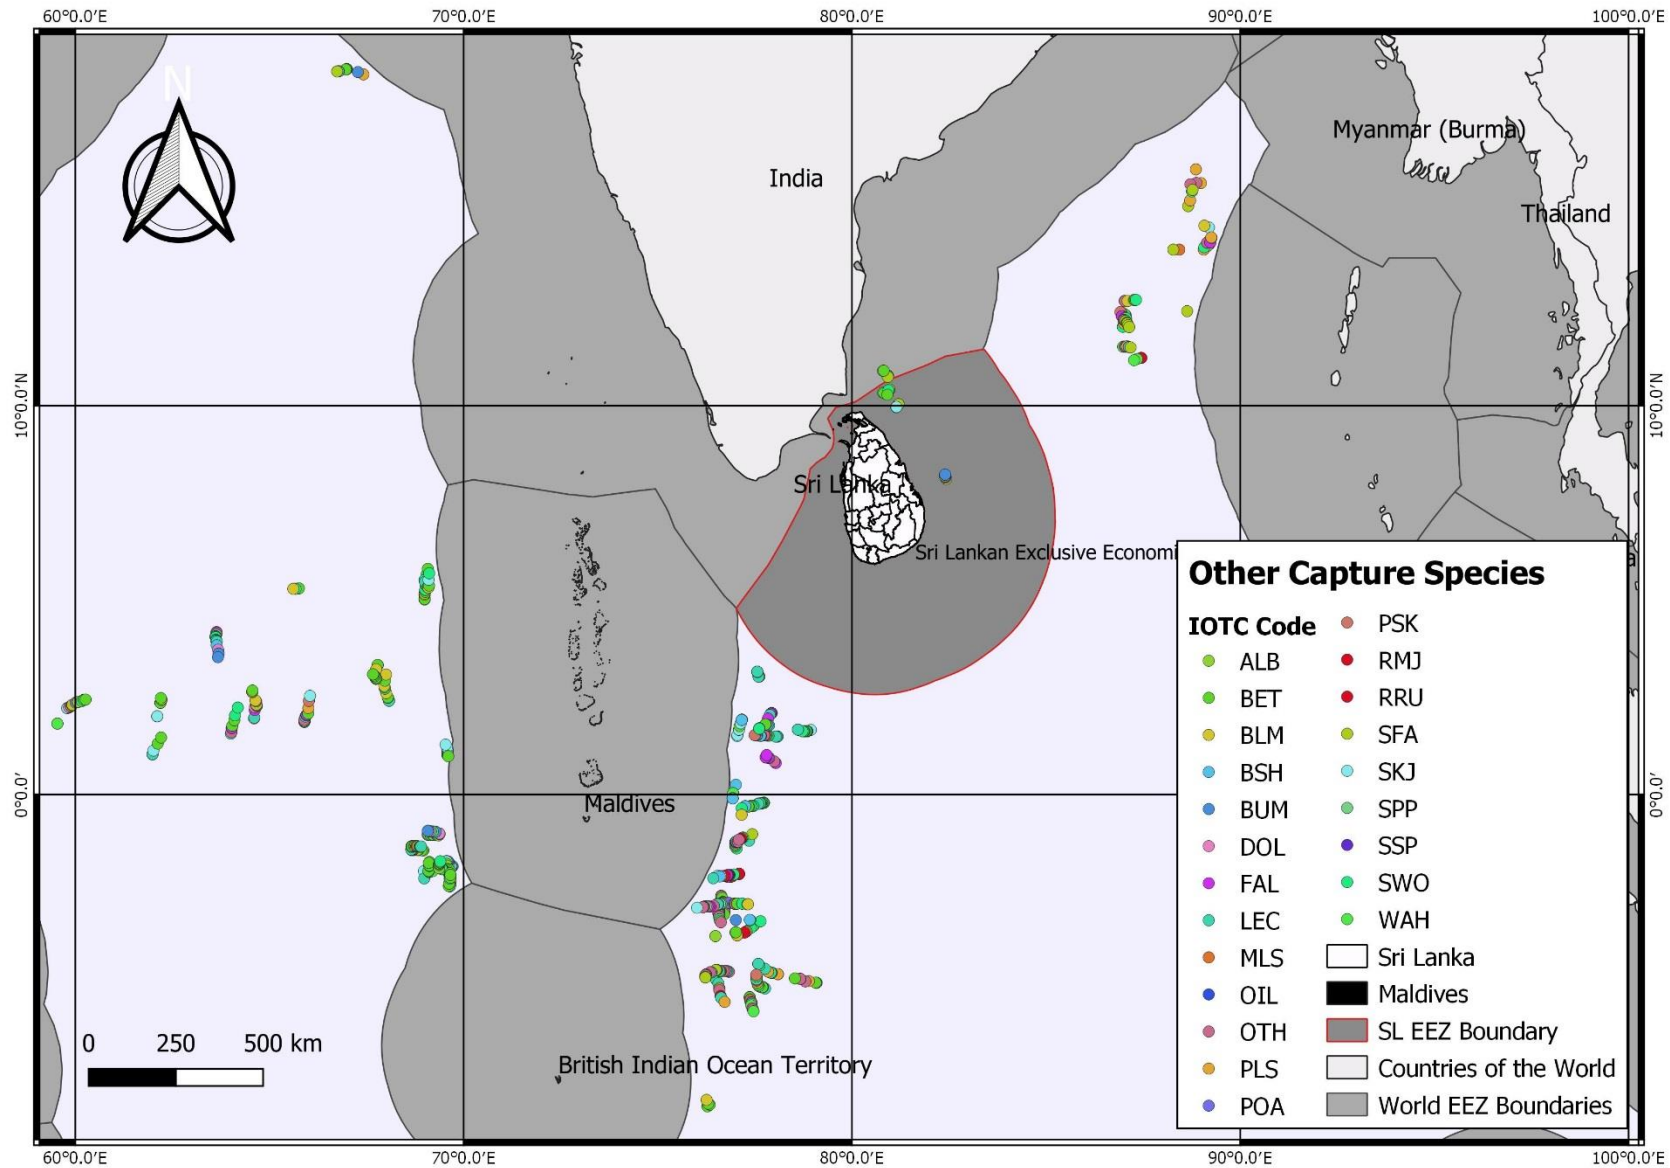 60°0.0'E 70°0.0'E 80°0.0'E 90°0.0'E 100°0.0'E
N
Myanmar (Burma)
India
Thailand
10°0.0'N 10°0.0'N
Sri Lanka
Sri Lankan Exclusive Economi
a
Other Capture Species
IOTC Code
ALB
BET
BLM
BSH
BUM
DOL
FAL
LEC
MLS
OIL
OTH
PLS
POA
PSK
RMJ
RRU
SFA
SKJ
SPP
SSP
SWO
WAH
Sri Lanka
Maldives
SL EEZ Boundary
Countries of the World
World EEZ Boundaries
0°0.0' 0°0.0'
Maldives
0 250 500 km
British Indian Ocean Territory
60°0.0'E 70°0.0'E 80°0.0'E 90°0.0'E 100°0.0'E